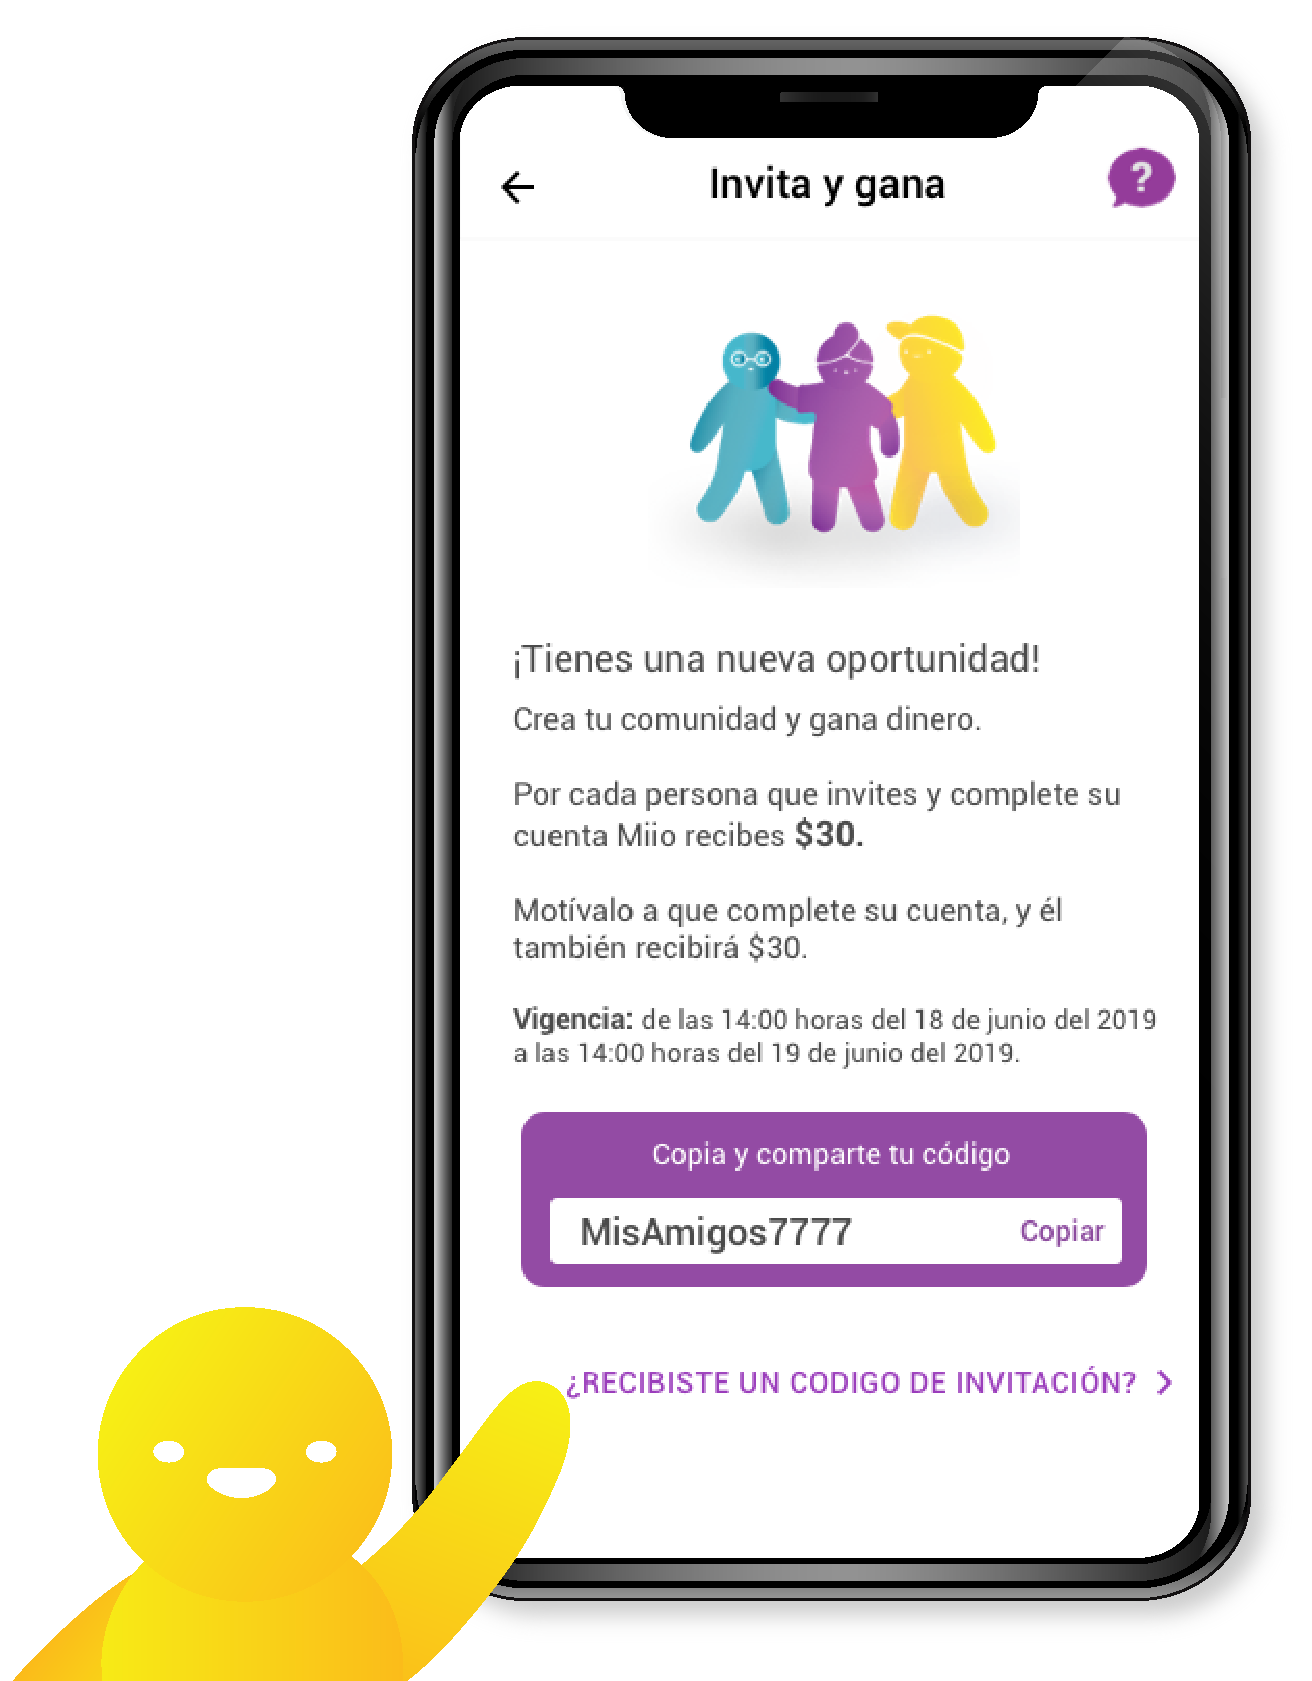 Invita y gana
?
¡Tienes una nueva oportunidad!
Crea tu comunidad y gana dinero.
Por cada persona que invites y complete su
cuenta Miio recibes $30.
Motívalo a que complete su cuenta, y él
también recibirá $30.
Vigencia: de las 14:00 horas del 18 de junio del 2019
a las 14:00 horas del 19 de junio del 2019.
Copia y comparte tu código
MisAmigos7777 Copiar
¿RECIBISTE UN CODIGO DE INVITACIÓN? >